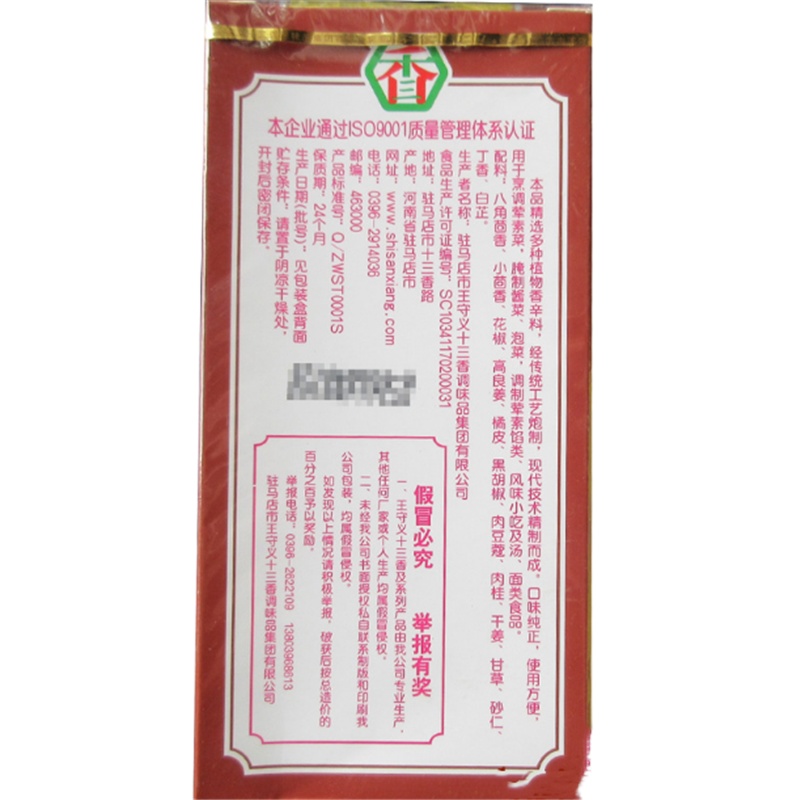 香
本企业通过ISO9001质量管理体系认证
本品精选多种植物香辛料，经传统工艺炮制，现代技术精制而成。口味纯正，使用方便，
用于烹调荤素菜，腌制酱菜、泡菜，调制荤素馅类、风味小吃及汤、面类食品。
配料：八角茴香、小茴香、花椒、高良姜、橘皮、黑胡椒、肉豆蔻、肉桂、干姜、甘草、砂仁、
丁香、白芷。
生产者名称：驻马店市王守义十三香调味品集团有限公司
食品生产许可证编号：SC10341170200031
地址：驻马店市十三香路
产地：河南省驻马店市
网址：www.shisanxiang.com
电话：0396-2914036
邮编：463000
产品标准号：Q/ZWST0001S
保质期：24个月
生产日期(批号)：见包装盒背面
贮存条件：请置于阴凉干燥处，
开封后密闭保存。
假冒必究 举报有奖
一、王守义十三香及系列产品由我公司专业生产，
其他任何厂家或个人生产均属假冒侵权。
二、未经我公司书面授权私自联系制版和印刷我
公司包装，均属假冒侵权。
如发现以上情况请积极举报，破获后按总造价的
百分之百予以奖励。
举报电话：0396-2622109 13803968613
驻马店市王守义十三香调味品集团有限公司